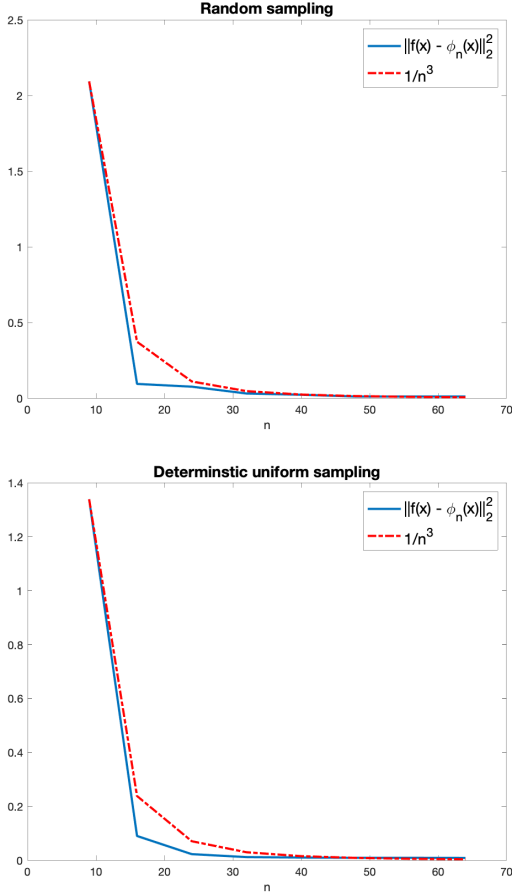 Random sampling
2.5
2
1.5
1
0.5
0
||f(x) - ϕₙ(x)||₂²
1/n³
0 10 20 30 40 50 60 70
n
Determinstic uniform sampling
1.4
1.2
1
0.8
0.6
0.4
0.2
0
||f(x) - ϕₙ(x)||₂²
1/n³
0 10 20 30 40 50 60 70
n